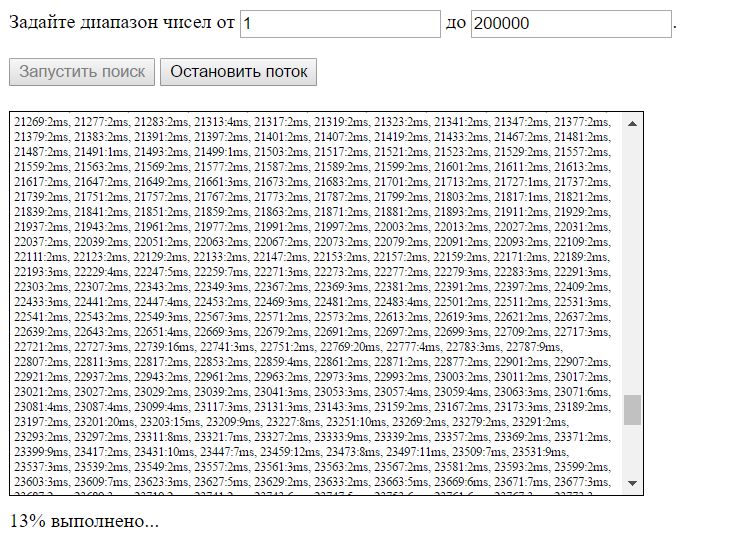 Задайте диапазон чисел от 1 до 200000.
Запустить поиск Остановить поток
21269:2ms, 21277:2ms, 21283:2ms, 21313:4ms, 21317:2ms, 21319:2ms, 21323:2ms, 21341:2ms, 21347:2ms, 21377:2ms,
21379:2ms, 21383:2ms, 21391:2ms, 21397:2ms, 21401:2ms, 21407:2ms, 21419:2ms, 21433:2ms, 21467:2ms, 21481:2ms,
21487:2ms, 21491:1ms, 21493:2ms, 21499:1ms, 21503:2ms, 21517:2ms, 21521:2ms, 21523:2ms, 21529:2ms, 21557:2ms,
21559:2ms, 21563:2ms, 21569:2ms, 21577:2ms, 21587:2ms, 21589:2ms, 21599:2ms, 21601:2ms, 21611:2ms, 21613:2ms,
21617:2ms, 21647:2ms, 21649:2ms, 21661:3ms, 21673:2ms, 21683:2ms, 21701:2ms, 21713:2ms, 21727:1ms, 21737:2ms,
21739:2ms, 21751:2ms, 21757:2ms, 21767:2ms, 21773:2ms, 21787:2ms, 21799:2ms, 21803:2ms, 21817:1ms, 21821:2ms,
21839:2ms, 21841:2ms, 21851:2ms, 21859:2ms, 21863:2ms, 21871:2ms, 21881:2ms, 21893:2ms, 21911:2ms, 21929:2ms,
21937:2ms, 21943:2ms, 21961:2ms, 21977:2ms, 21991:2ms, 21997:2ms, 22003:2ms, 22013:2ms, 22027:2ms, 22031:2ms,
22037:2ms, 22039:2ms, 22051:2ms, 22063:2ms, 22067:2ms, 22073:2ms, 22079:2ms, 22091:2ms, 22093:2ms, 22109:2ms,
22111:2ms, 22123:2ms, 22129:2ms, 22133:2ms, 22147:2ms, 22153:2ms, 22157:2ms, 22159:2ms, 22171:2ms, 22189:2ms,
22193:3ms, 22229:4ms, 22247:5ms, 22259:7ms, 22271:3ms, 22273:2ms, 22277:2ms, 22279:3ms, 22283:3ms, 22291:3ms,
22303:2ms, 22307:2ms, 22343:2ms, 22349:3ms, 22367:2ms, 22369:3ms, 22381:2ms, 22391:2ms, 22397:2ms, 22409:2ms,
22433:3ms, 22441:2ms, 22447:4ms, 22453:2ms, 22469:3ms, 22481:2ms, 22483:4ms, 22501:2ms, 22511:2ms, 22531:3ms,
22541:2ms, 22543:2ms, 22549:3ms, 22567:3ms, 22571:2ms, 22573:2ms, 22613:2ms, 22619:3ms, 22621:2ms, 22637:2ms,
22639:2ms, 22643:2ms, 22651:4ms, 22669:3ms, 22679:2ms, 22691:2ms, 22697:2ms, 22699:3ms, 22709:2ms, 22717:3ms,
22721:2ms, 22727:3ms, 22739:16ms, 22741:3ms, 22751:2ms, 22769:20ms, 22777:4ms, 22783:3ms, 22787:9ms,
22807:2ms, 22811:3ms, 22817:2ms, 22853:2ms, 22859:4ms, 22861:2ms, 22871:2ms, 22877:2ms, 22901:2ms, 22907:2ms,
22921:2ms, 22937:2ms, 22943:2ms, 22961:2ms, 22963:2ms, 22973:3ms, 22993:2ms, 23003:2ms, 23011:2ms, 23017:2ms,
23021:2ms, 23027:2ms, 23029:2ms, 23039:2ms, 23041:3ms, 23053:3ms, 23057:4ms, 23059:4ms, 23063:3ms, 23071:6ms,
23081:4ms, 23087:4ms, 23099:4ms, 23117:3ms, 23131:3ms, 23143:3ms, 23159:2ms, 23167:2ms, 23173:3ms, 23189:2ms,
23197:2ms, 23201:20ms, 23203:15ms, 23209:9ms, 23227:8ms, 23251:10ms, 23269:2ms, 23279:2ms, 23291:2ms,
23293:2ms, 23297:2ms, 23311:8ms, 23321:7ms, 23327:2ms, 23333:9ms, 23339:2ms, 23357:2ms, 23369:2ms, 23371:2ms,
23399:9ms, 23417:2ms, 23431:10ms, 23447:7ms, 23459:12ms, 23473:8ms, 23497:11ms, 23509:7ms, 23531:9ms,
23537:3ms, 23539:2ms, 23549:2ms, 23557:2ms, 23561:3ms, 23563:2ms, 23567:2ms, 23581:2ms, 23593:2ms, 23599:2ms,
23603:3ms, 23609:7ms, 23623:3ms, 23627:5ms, 23629:2ms, 23633:2ms, 23663:5ms, 23669:6ms, 23671:7ms, 23677:3ms,
13% выполнено...